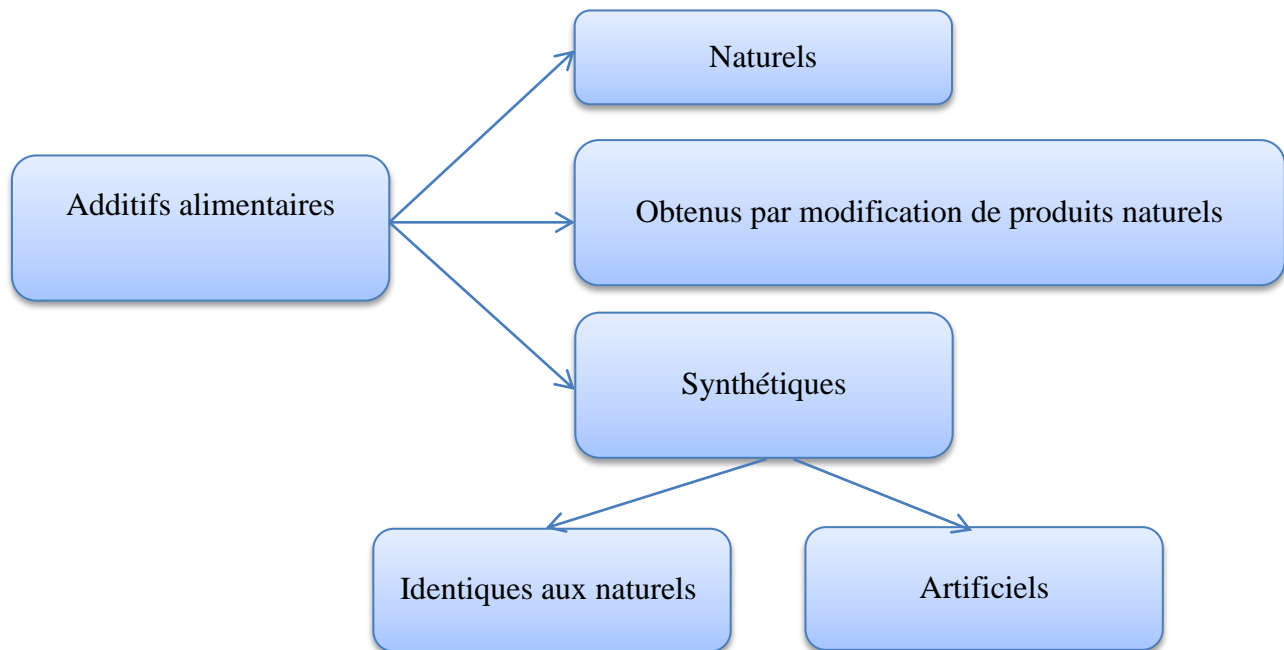 Naturels
Additifs alimentaires
Obtenus par modification de produits naturels
Synthétiques
Identiques aux naturels
Artificiels